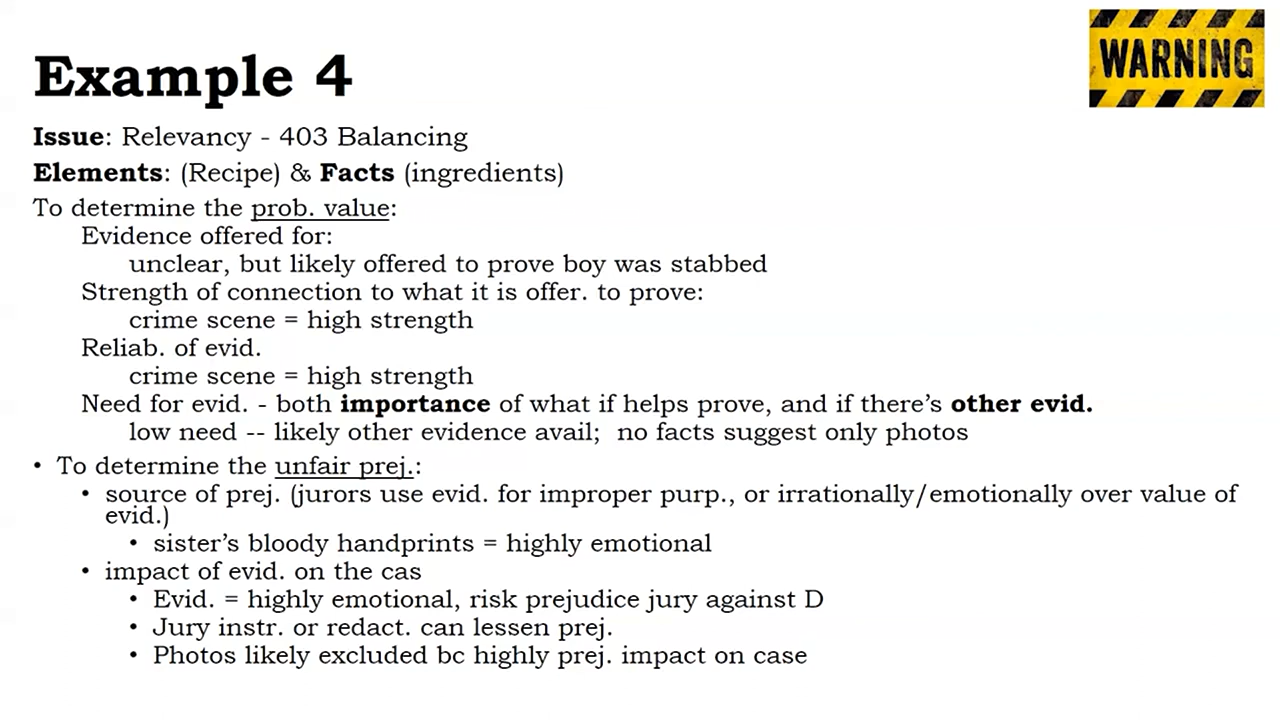 WARNING
Example 4
Issue: Relevancy - 403 Balancing
Elements: (Recipe) & Facts (ingredients)
To determine the prob. value:
Evidence offered for:
unclear, but likely offered to prove boy was stabbed
Strength of connection to what it is offer. to prove:
crime scene = high strength
Reliab. of evid.
crime scene = high strength
Need for evid. - both importance of what if helps prove, and if there's other evid.
low need -- likely other evidence avail;  no facts suggest only photos
• To determine the unfair prej.:
• source of prej. (jurors use evid. for improper purp., or irrationally/emotionally over value of
evid.)
• sister's bloody handprints = highly emotional
• impact of evid. on the cas
• Evid. = highly emotional, risk prejudice jury against D
• Jury instr. or redact. can lessen prej.
• Photos likely excluded bc highly prej. impact on case